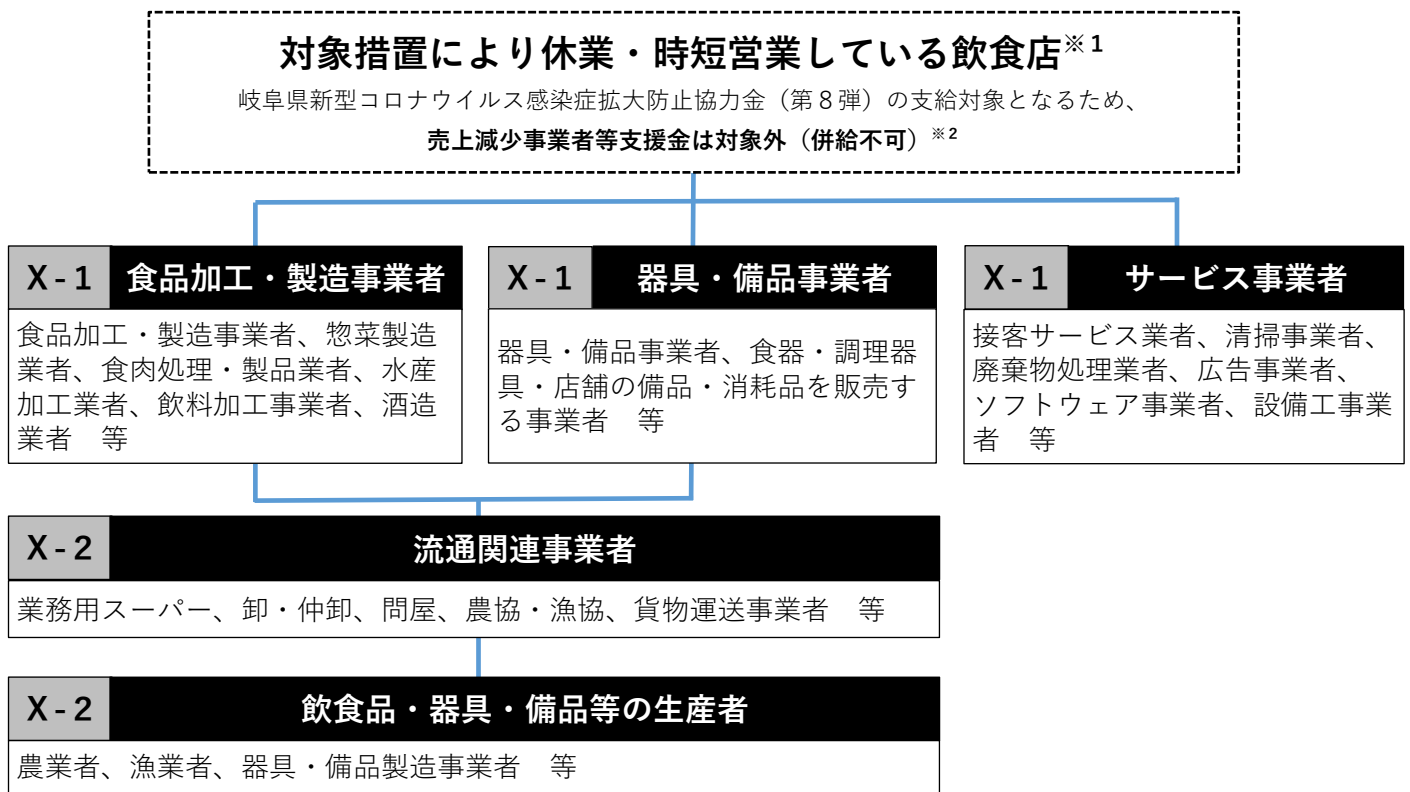 対象措置により休業・時短営業している飲食店※1
岐阜県新型コロナウイルス感染症拡大防止協力金（第８弾）の支給対象となるため、
売上減少事業者等支援金は対象外（併給不可）※2
X-1 食品加工・製造事業者
食品加工・製造事業者、惣菜製造
業者、食肉処理・製品業者、水産
加工業者、飲料加工事業者、酒造
業者　等
X-1 器具・備品事業者
器具・備品事業者、食器・調理器
具・店舗の備品・消耗品を販売す
る事業者　等
X-1 サービス事業者
接客サービス業者、清掃事業者、
廃棄物処理業者、広告事業者、
ソフトウェア事業者、設備工事業
者　等
X-2 流通関連事業者
業務用スーパー、卸・仲卸、問屋、農協・漁協、貨物運送事業者　等
X-2 飲食品・器具・備品等の生産者
農業者、漁業者、器具・備品製造事業者　等